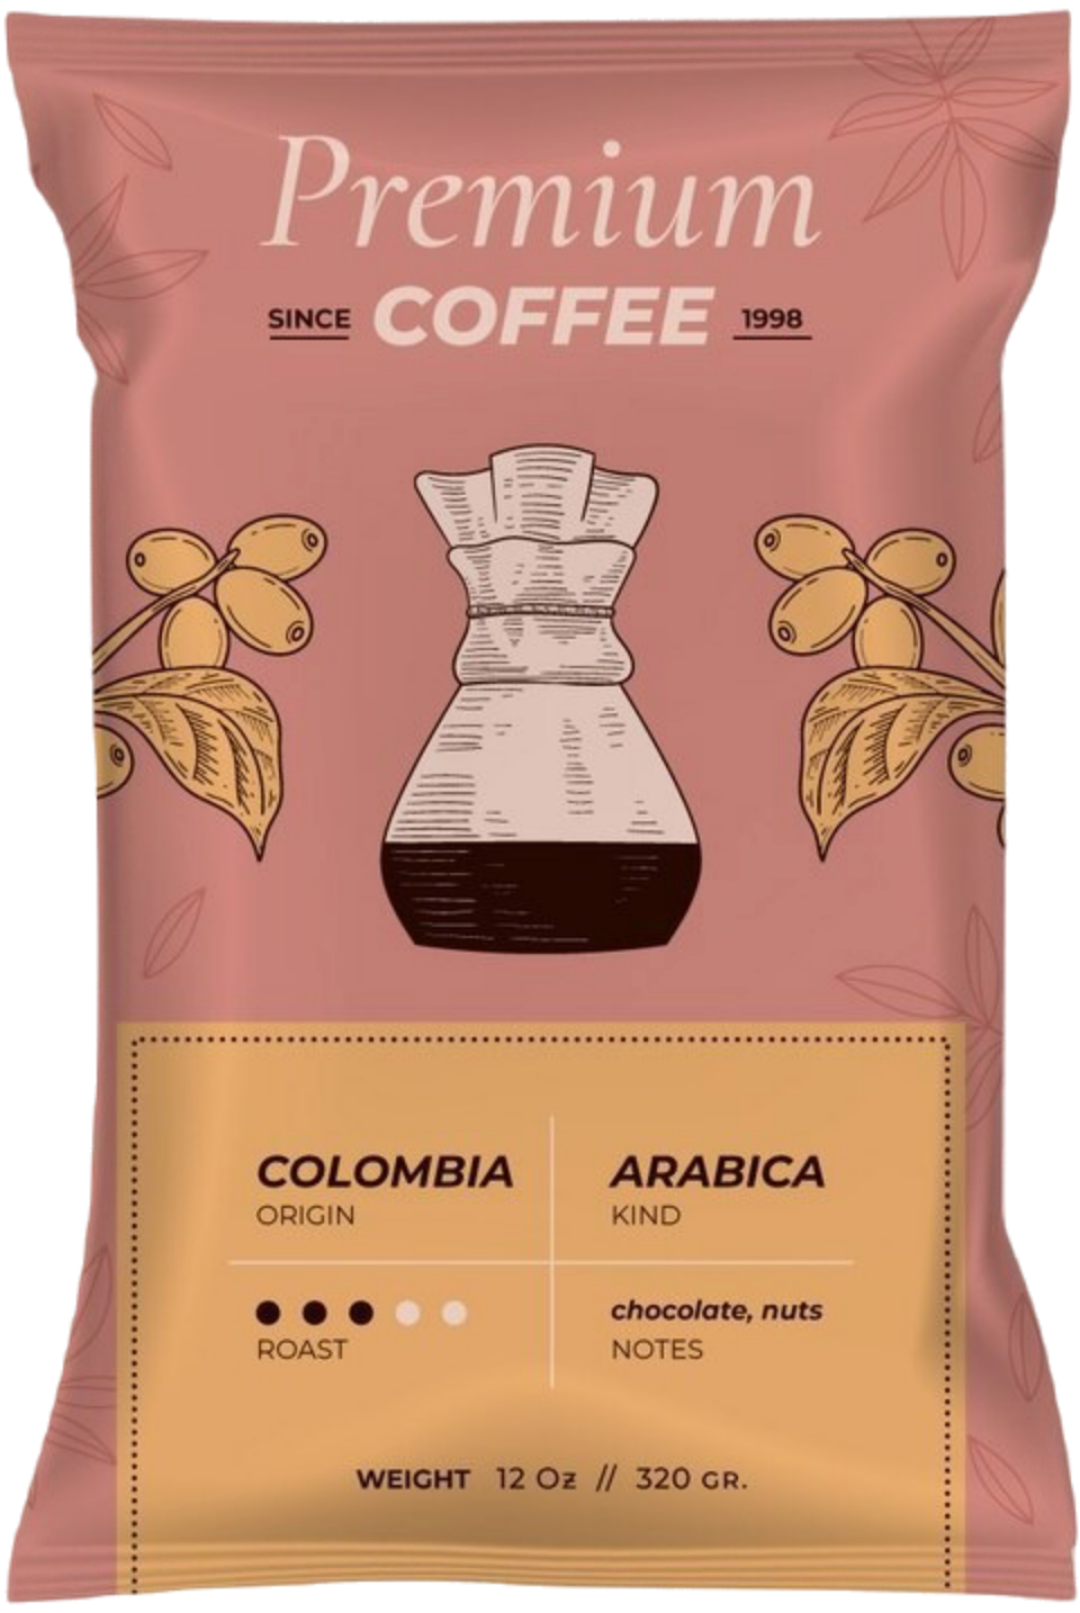 Premium
SINCE COFFEE 1998
COLOMBIA
ORIGIN
ARABICA
KIND
ROAST
chocolate, nuts
NOTES
WEIGHT 12 Oz // 320 GR.